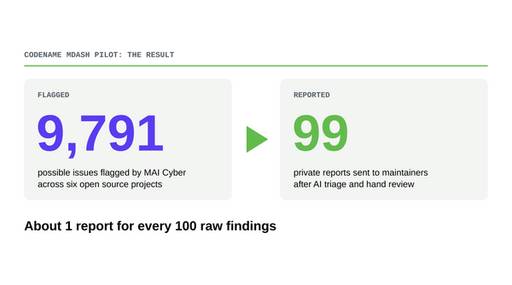 CODENAME MDASH PILOT: THE RESULT
FLAGGED
9,791
possible issues flagged by MAI Cyber
across six open source projects
REPORTED
99
private reports sent to maintainers
after AI triage and hand review
About 1 report for every 100 raw findings